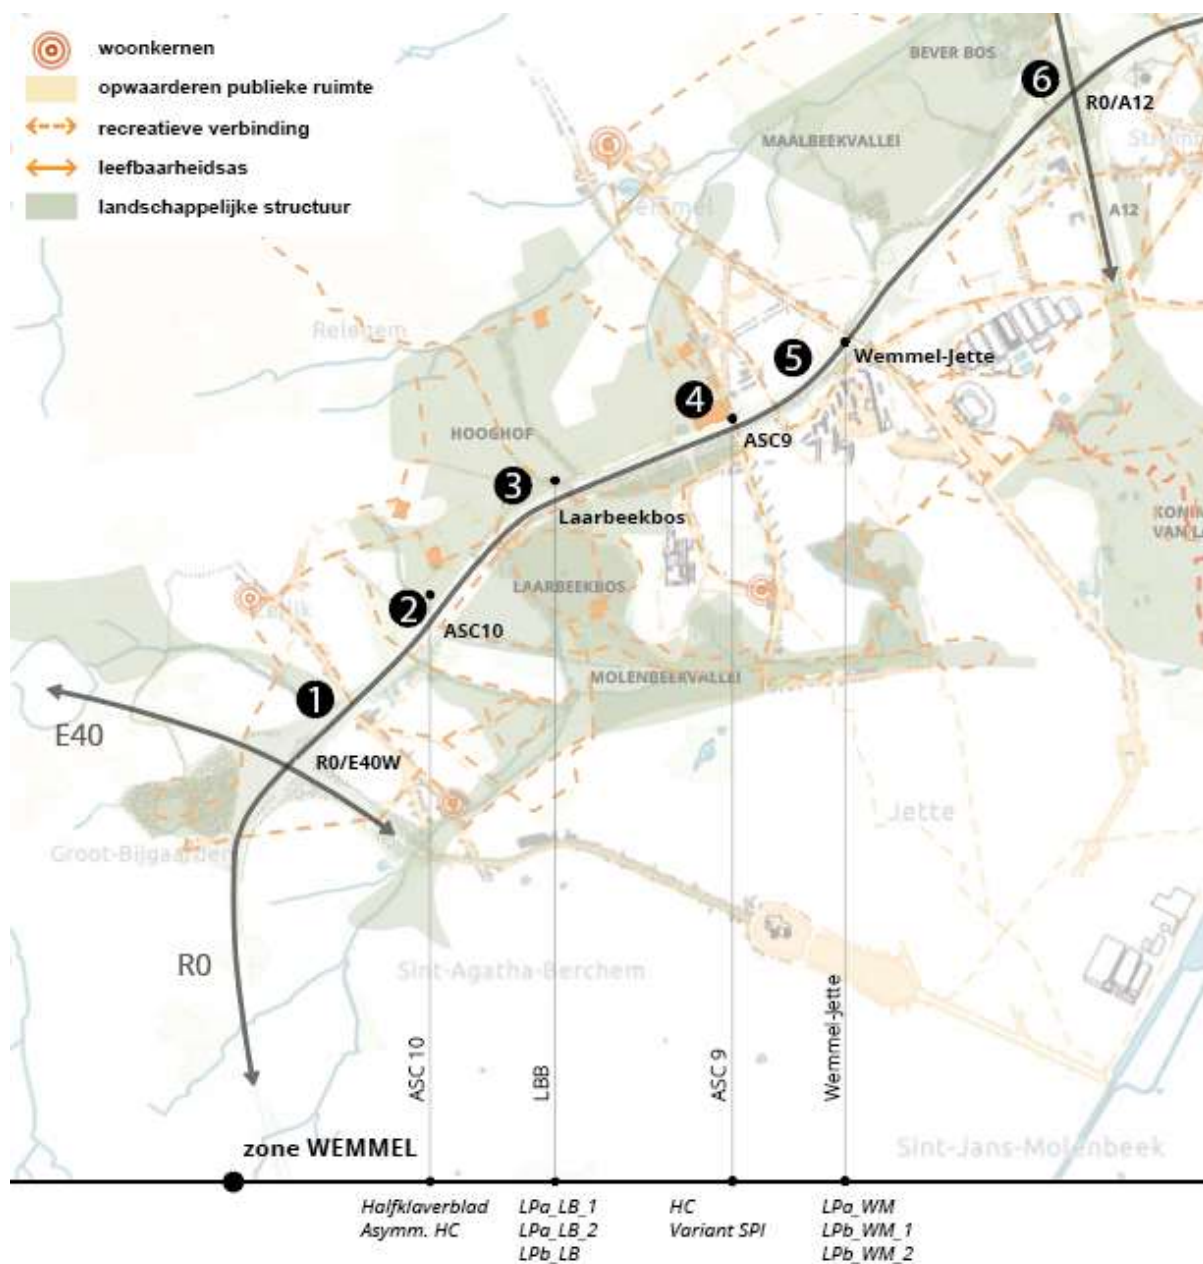 woonkernen
opwaarderen publieke ruimte
recreatieve verbinding
leefbaarheidsas
landschappelijke structuur
BEVER BOS
6
R0/A12
MAALBEEKVALLEI
A12
Relegem
5
Wemmel-Jette
4
HOOGHOF
ASC9
3
Laarbeekbos
LAARBEEKBOS
2
ASC10
MOLENBEEKVALLEI
1
E40
R0/E40W
Jette
Groot-Bijgaarden
R0
Sint-Agatha-Berchem
ASC 10
LBB
ASC 9
Wemmel-Jette
zone WEMMEL
Sint-Jans-Molenbeek
Halfklaverblad
Asymm. HC
LPa_LB_1
LPa_LB_2
LPb_LB
HC
Variant SPI
LPa_WM
LPb_WM_1
LPb_WM_2